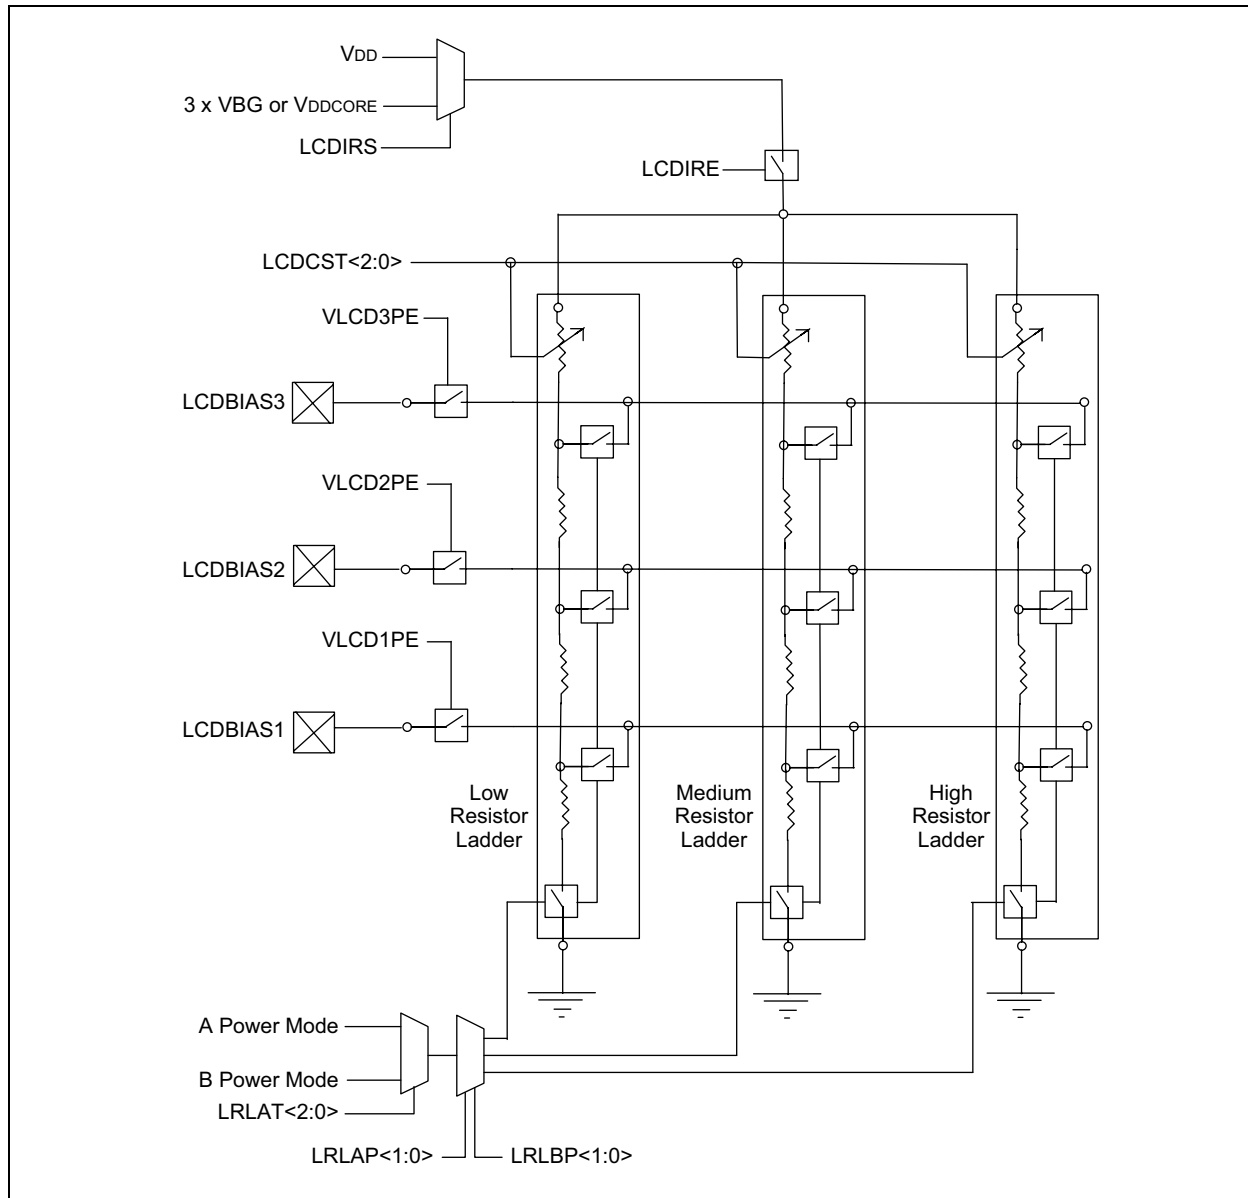 VDD
3 x VBG or VDDCORE
LCDIRS
LCDIRE
LCDCST<2:0>
VLCD3PE
LCDBIAS3
VLCD2PE
LCDBIAS2
VLCD1PE
LCDBIAS1
Low
Resistor
Ladder
Medium
Resistor
Ladder
High
Resistor
Ladder
A Power Mode
B Power Mode
LRLAT<2:0>
LRLAP<1:0>
LRLBP<1:0>